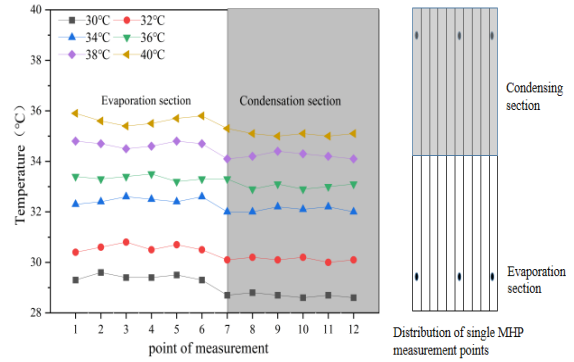 40
38
36
34
32
30
28
Temperature (℃)
30℃ 32℃
34℃ 36℃
38℃ 40℃
Evaporation section
Condensation section
1 2 3 4 5 6 7 8 9 10 11 12
point of measurement
Condensing
section
Evaporation
section
Distribution of single MHP
measurement points